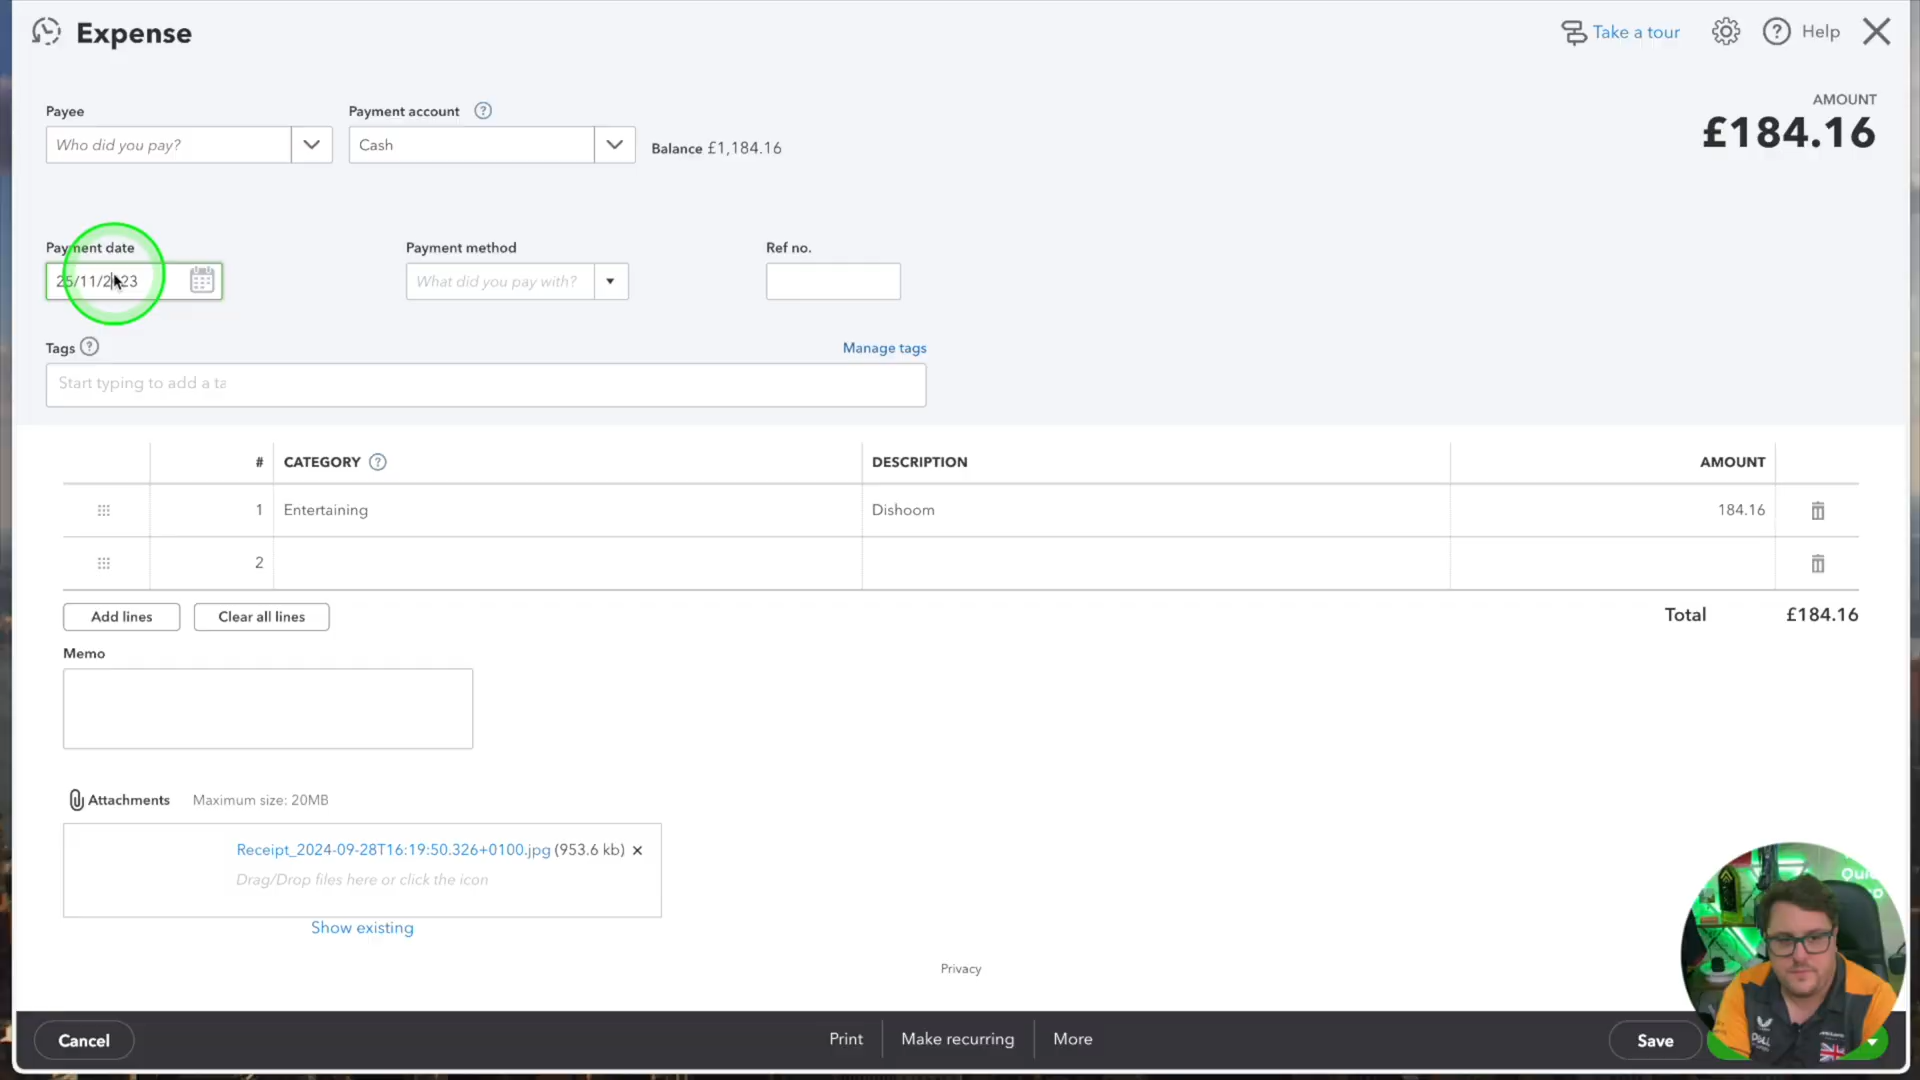 Expense
Take a tour
Help
Payee
Payment account
AMOUNT
£184.16
Who did you pay?
Cash
Balance £1,184.16
Payment date
Payment method
Ref no.
25/11/2023
What did you pay with?
Tags
Manage tags
Start typing to add a ta
# CATEGORY DESCRIPTION AMOUNT
1 Entertaining Dishoom 184.16
2
Add lines
Clear all lines
Total £184.16
Memo
Attachments Maximum size: 20MB
Receipt_2024-09-28T16:19:50.326+0100.jpg (953.6 kb)
Drag/Drop files here or click the icon
Show existing
Privacy
Cancel
Print
Make recurring
More
Save